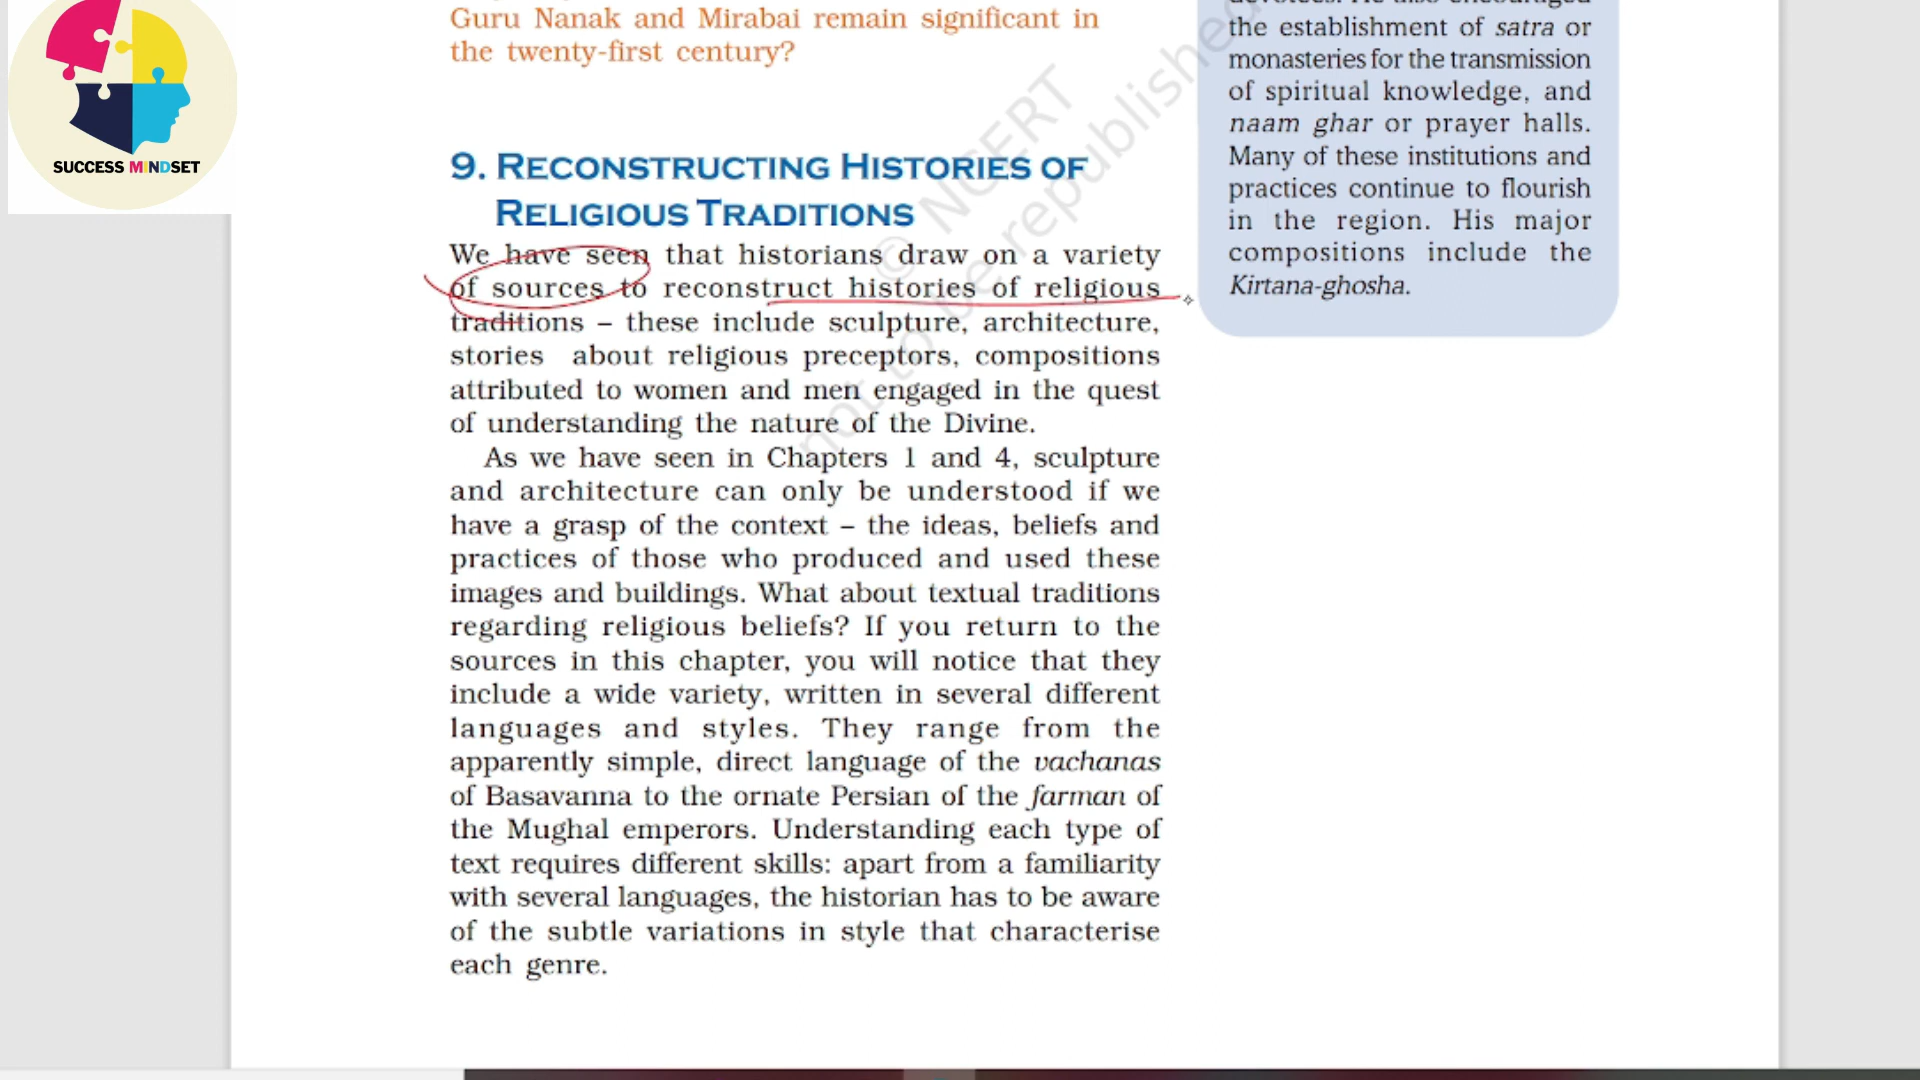 SUCCESS MINDSET
Guru Nanak and Mirabai remain significant in
the twenty-first century?
9. RECONSTRUCTING HISTORIES OF
RELIGIOUS TRADITIONS
We have seen that historians draw on a variety
of sources to reconstruct histories of religious
traditions – these include sculpture, architecture,
stories about religious preceptors, compositions
attributed to women and men engaged in the quest
of understanding the nature of the Divine.
As we have seen in Chapters 1 and 4, sculpture
and architecture can only be understood if we
have a grasp of the context – the ideas, beliefs and
practices of those who produced and used these
images and buildings. What about textual traditions
regarding religious beliefs? If you return to the
sources in this chapter, you will notice that they
include a wide variety, written in several different
languages and styles. They range from the
apparently simple, direct language of the vachanas
of Basavanna to the ornate Persian of the farman of
the Mughal emperors. Understanding each type of
text requires different skills: apart from a familiarity
with several languages, the historian has to be aware
of the subtle variations in style that characterise
each genre.
devotees. He also encouraged
the establishment of satra or
monasteries for the transmission
of spiritual knowledge, and
naam ghar or prayer halls.
Many of these institutions and
practices continue to flourish
in the region. His major
compositions include the
Kirtana-ghosha.
© NCERT
not to be republished